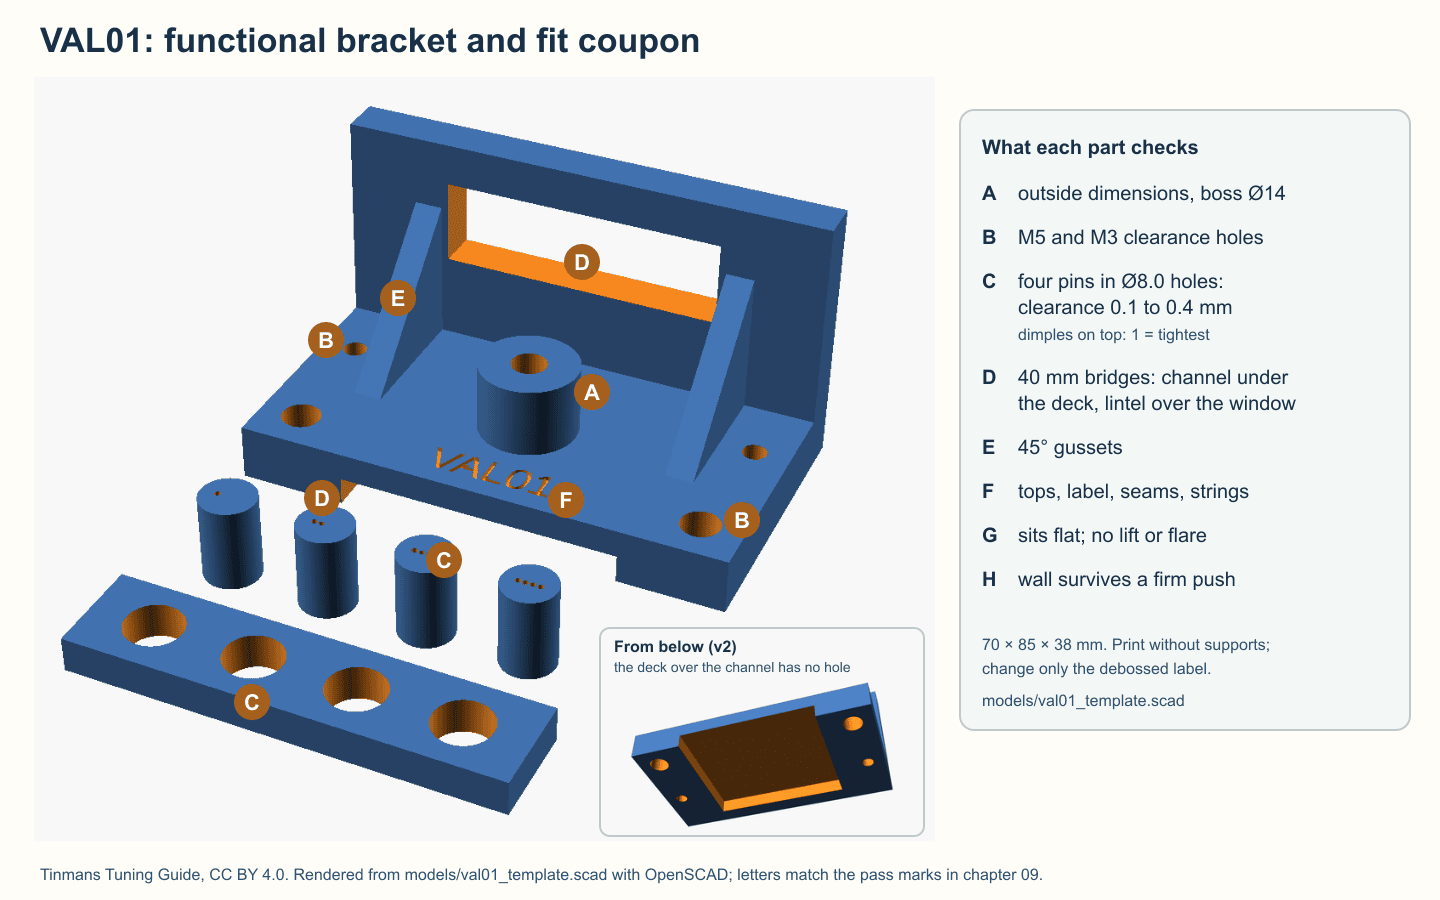 VAL01: functional bracket and fit coupon
What each part checks
A outside dimensions, boss Ø14
B M5 and M3 clearance holes
C four pins in Ø8.0 holes:
clearance 0.1 to 0.4 mm
dimples on top: 1 = tightest
D 40 mm bridges: channel under
the deck, lintel over the window
E 45° gussets
F tops, label, seams, strings
G sits flat; no lift or flare
H wall survives a firm push
70 × 85 × 38 mm. Print without supports;
change only the debossed label.
models/val01_template.scad
D
E
B
A
VAL01
F
D
B
C
C
From below (v2)
the deck over the channel has no hole
Tinmans Tuning Guide, CC BY 4.0. Rendered from models/val01_template.scad with OpenSCAD; letters match the pass marks in chapter 09.